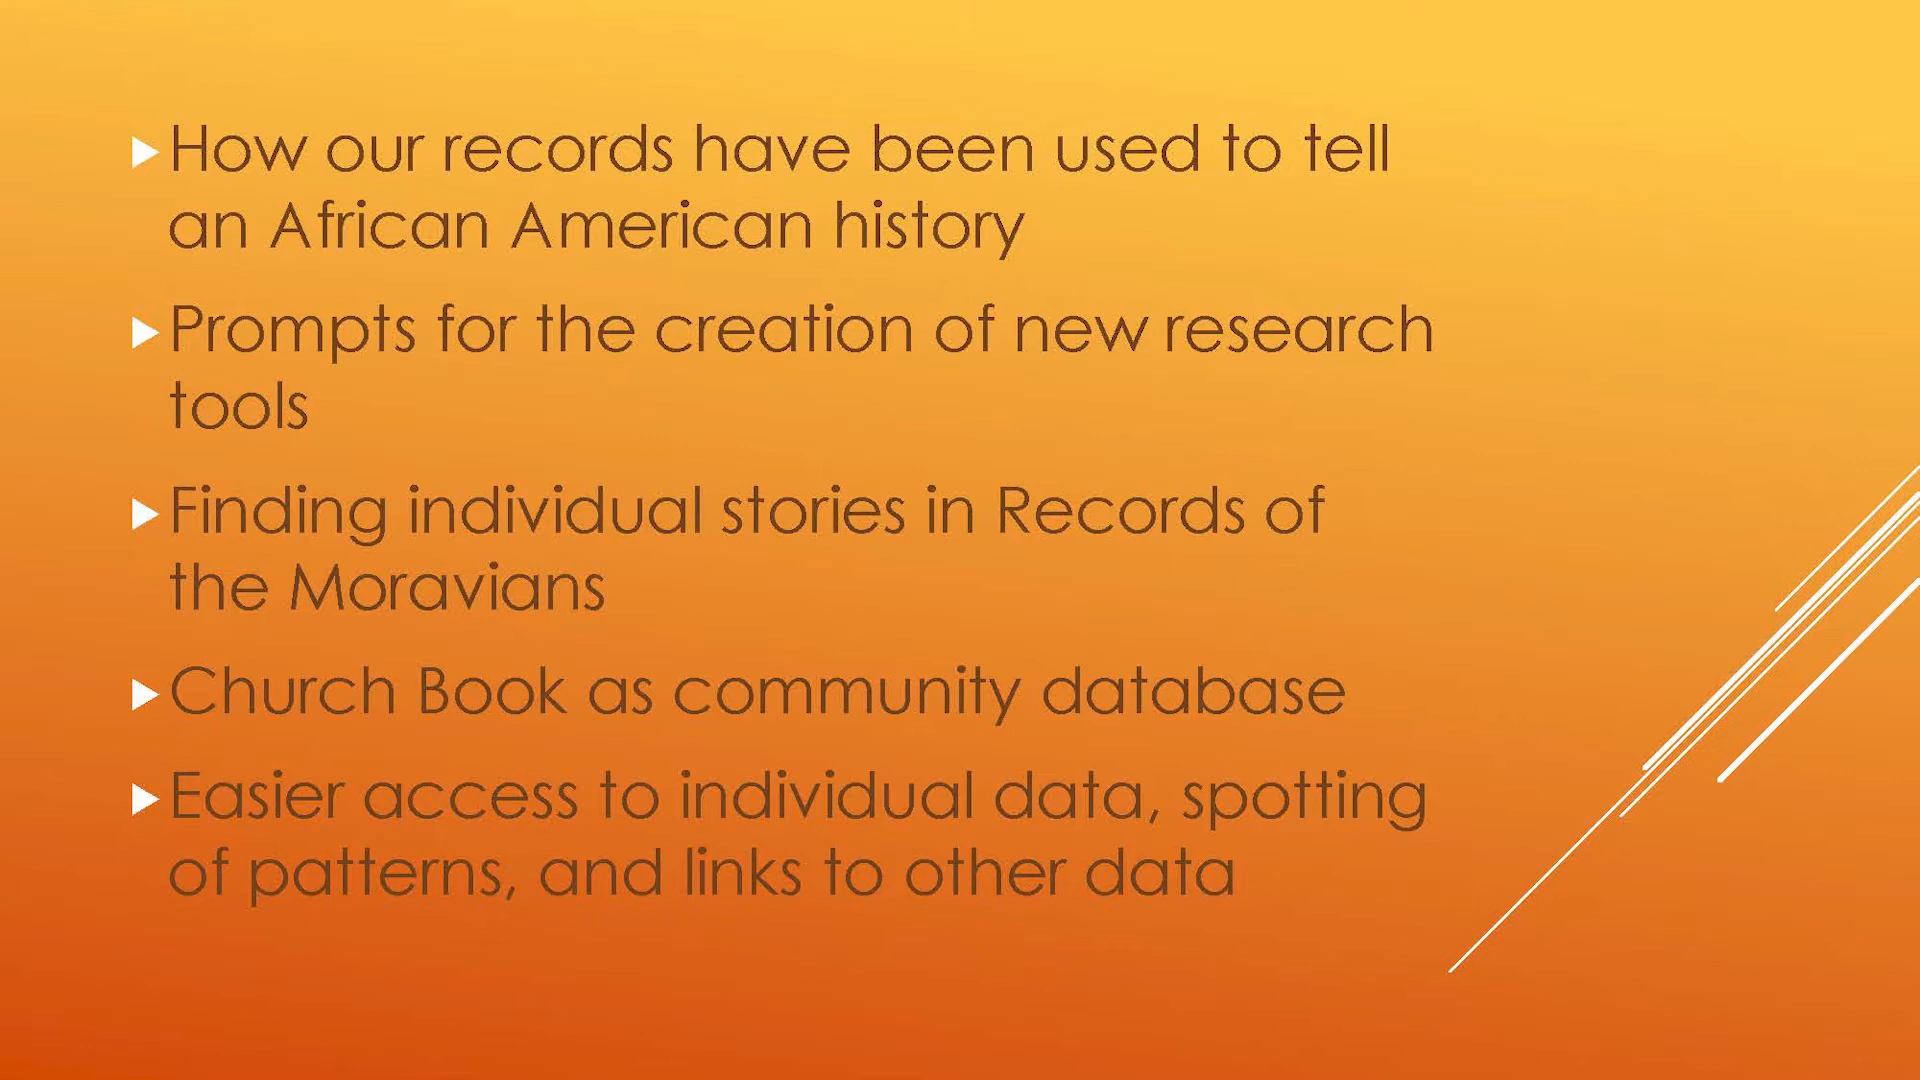 How our records have been used to tell
an African American history
Prompts for the creation of new research
tools
Finding individual stories in Records of
the Moravians
Church Book as community database
Easier access to individual data, spotting
of patterns, and links to other data